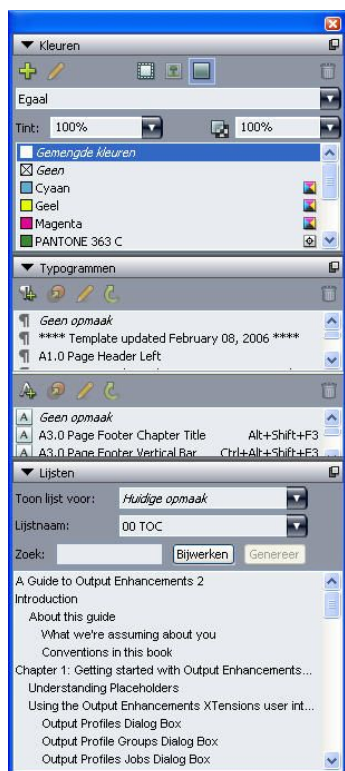 Kleuren
Egaal
Tint: 100% 100%
Gemengde kleuren
Geen
Cyaan
Geel
Magenta
PANTONE 363 C
Typogrammen
Geen opmaak
**** Template updated February 08, 2006 ****
A1.0 Page Header Left
A Geen opmaak
A A3.0 Page Footer Chapter Title Alt+Shift+F3
A A3.0 Page Footer Vertical Bar Ctrl+Alt+Shift+F3
Lijsten
Toon lijst voor: Huidige opmaak
Lijstnaam: 00 TOC
Zoek: Bijwerken Genereer
A Guide to Output Enhancements 2
Introduction
About this guide
What we're assuming about you
Conventions in this book
Chapter 1: Getting started with Output Enhancements...
Understanding Placeholders
Using the Output Enhancements XTensions user int...
Output Profiles Dialog Box
Output Profile Groups Dialog Box
Output Profiles Jobs Dialog Box